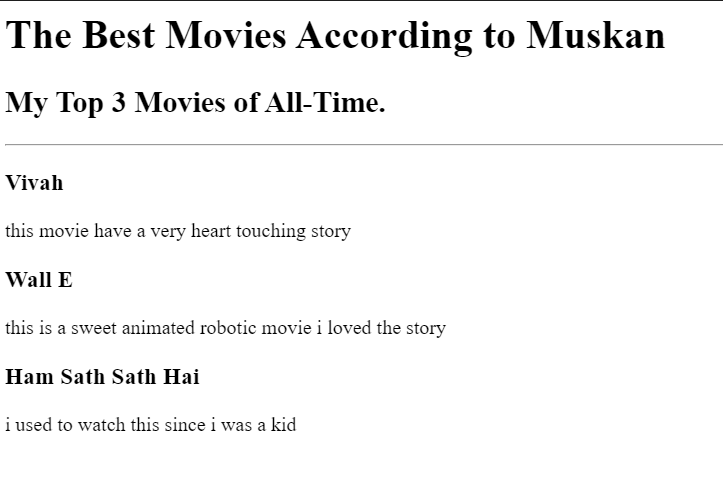 The Best Movies According to Muskan
My Top 3 Movies of All-Time.
Vivah
this movie have a very heart touching story
Wall E
this is a sweet animated robotic movie i loved the story
Ham Sath Sath Hai
i used to watch this since i was a kid